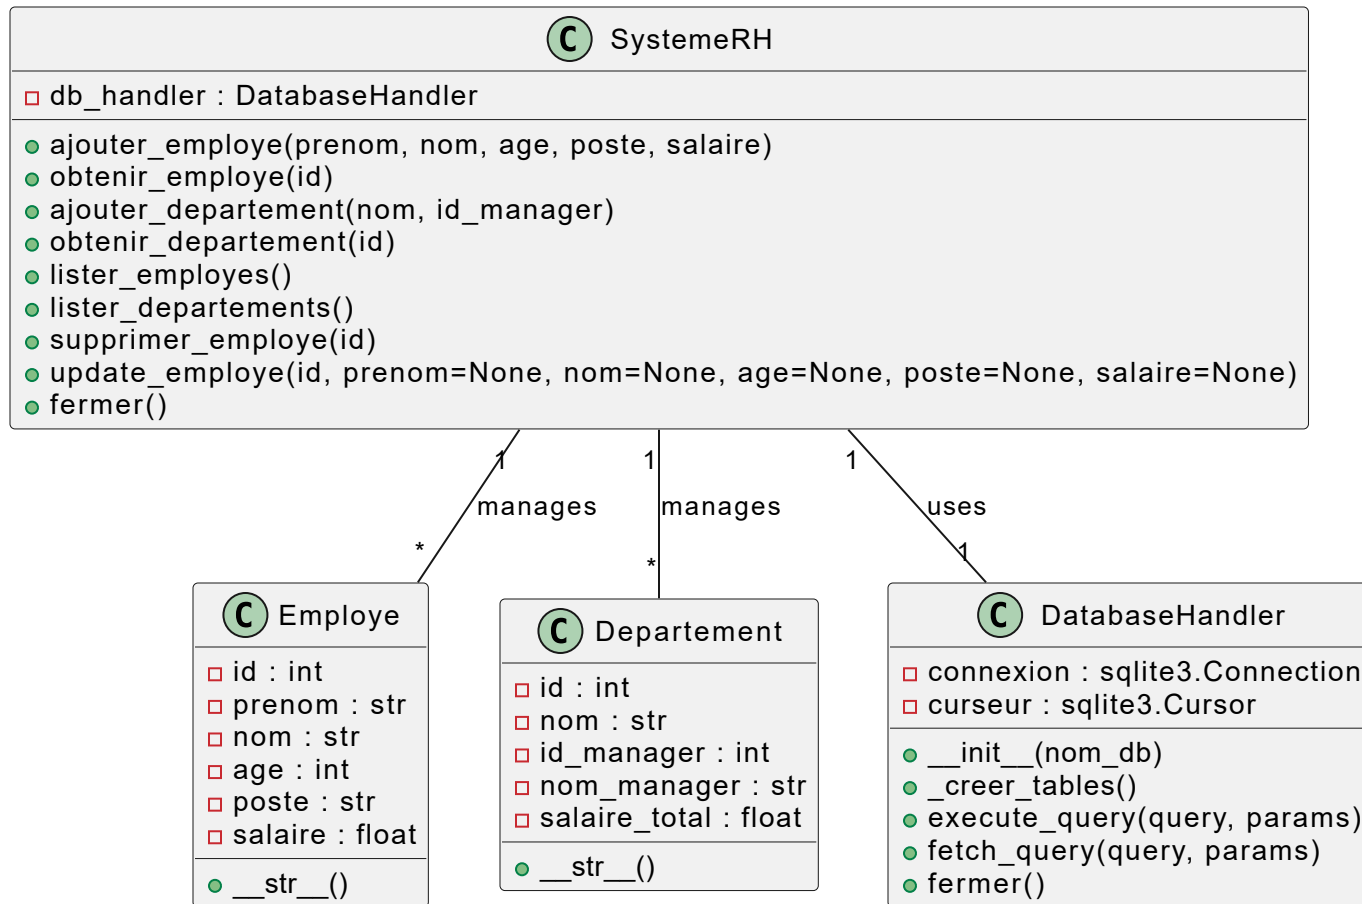 C SystemeRH
db_handler : DatabaseHandler
ajouter_employe(prenom, nom, age, poste, salaire)
obtenir_employe(id)
ajouter_departement(nom, id_manager)
obtenir_departement(id)
lister_employes()
lister_departements()
supprimer_employe(id)
update_employe(id, prenom=None, nom=None, age=None, poste=None, salaire=None)
fermer()
1
manages
*
1
manages
*
1
uses
1
C Employe
id : int
prenom : str
nom : str
age : int
poste : str
salaire : float
__str__()
C Departement
id : int
nom : str
id_manager : int
nom_manager : str
salaire_total : float
__str__()
C DatabaseHandler
connexion : sqlite3.Connection
curseur : sqlite3.Cursor
__init__(nom_db)
_creer_tables()
execute_query(query, params)
fetch_query(query, params)
fermer()